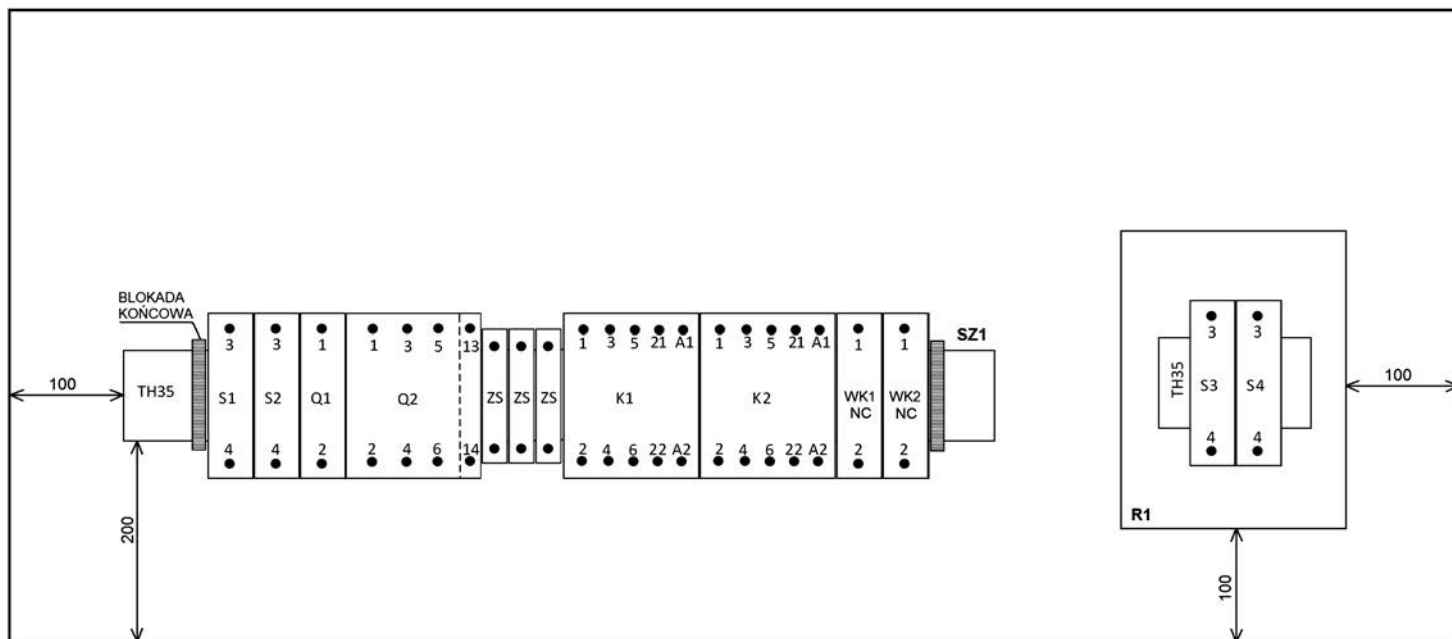 BLOKADA
KOŃCOWA
SZ1
3 3 1 1 3 5 13 1 3 5 21 A1 1 3 5 21 A1 1 1
100 TH35 S1 S2 Q1 Q2 ZS ZS ZS K1 K2 WK1 NC WK2 NC
4 4 2 2 4 6 14 2 4 6 22 A2 2 4 6 22 A2 2 2
200
3 3
TH35 S3 S4 100
4 4
R1
100